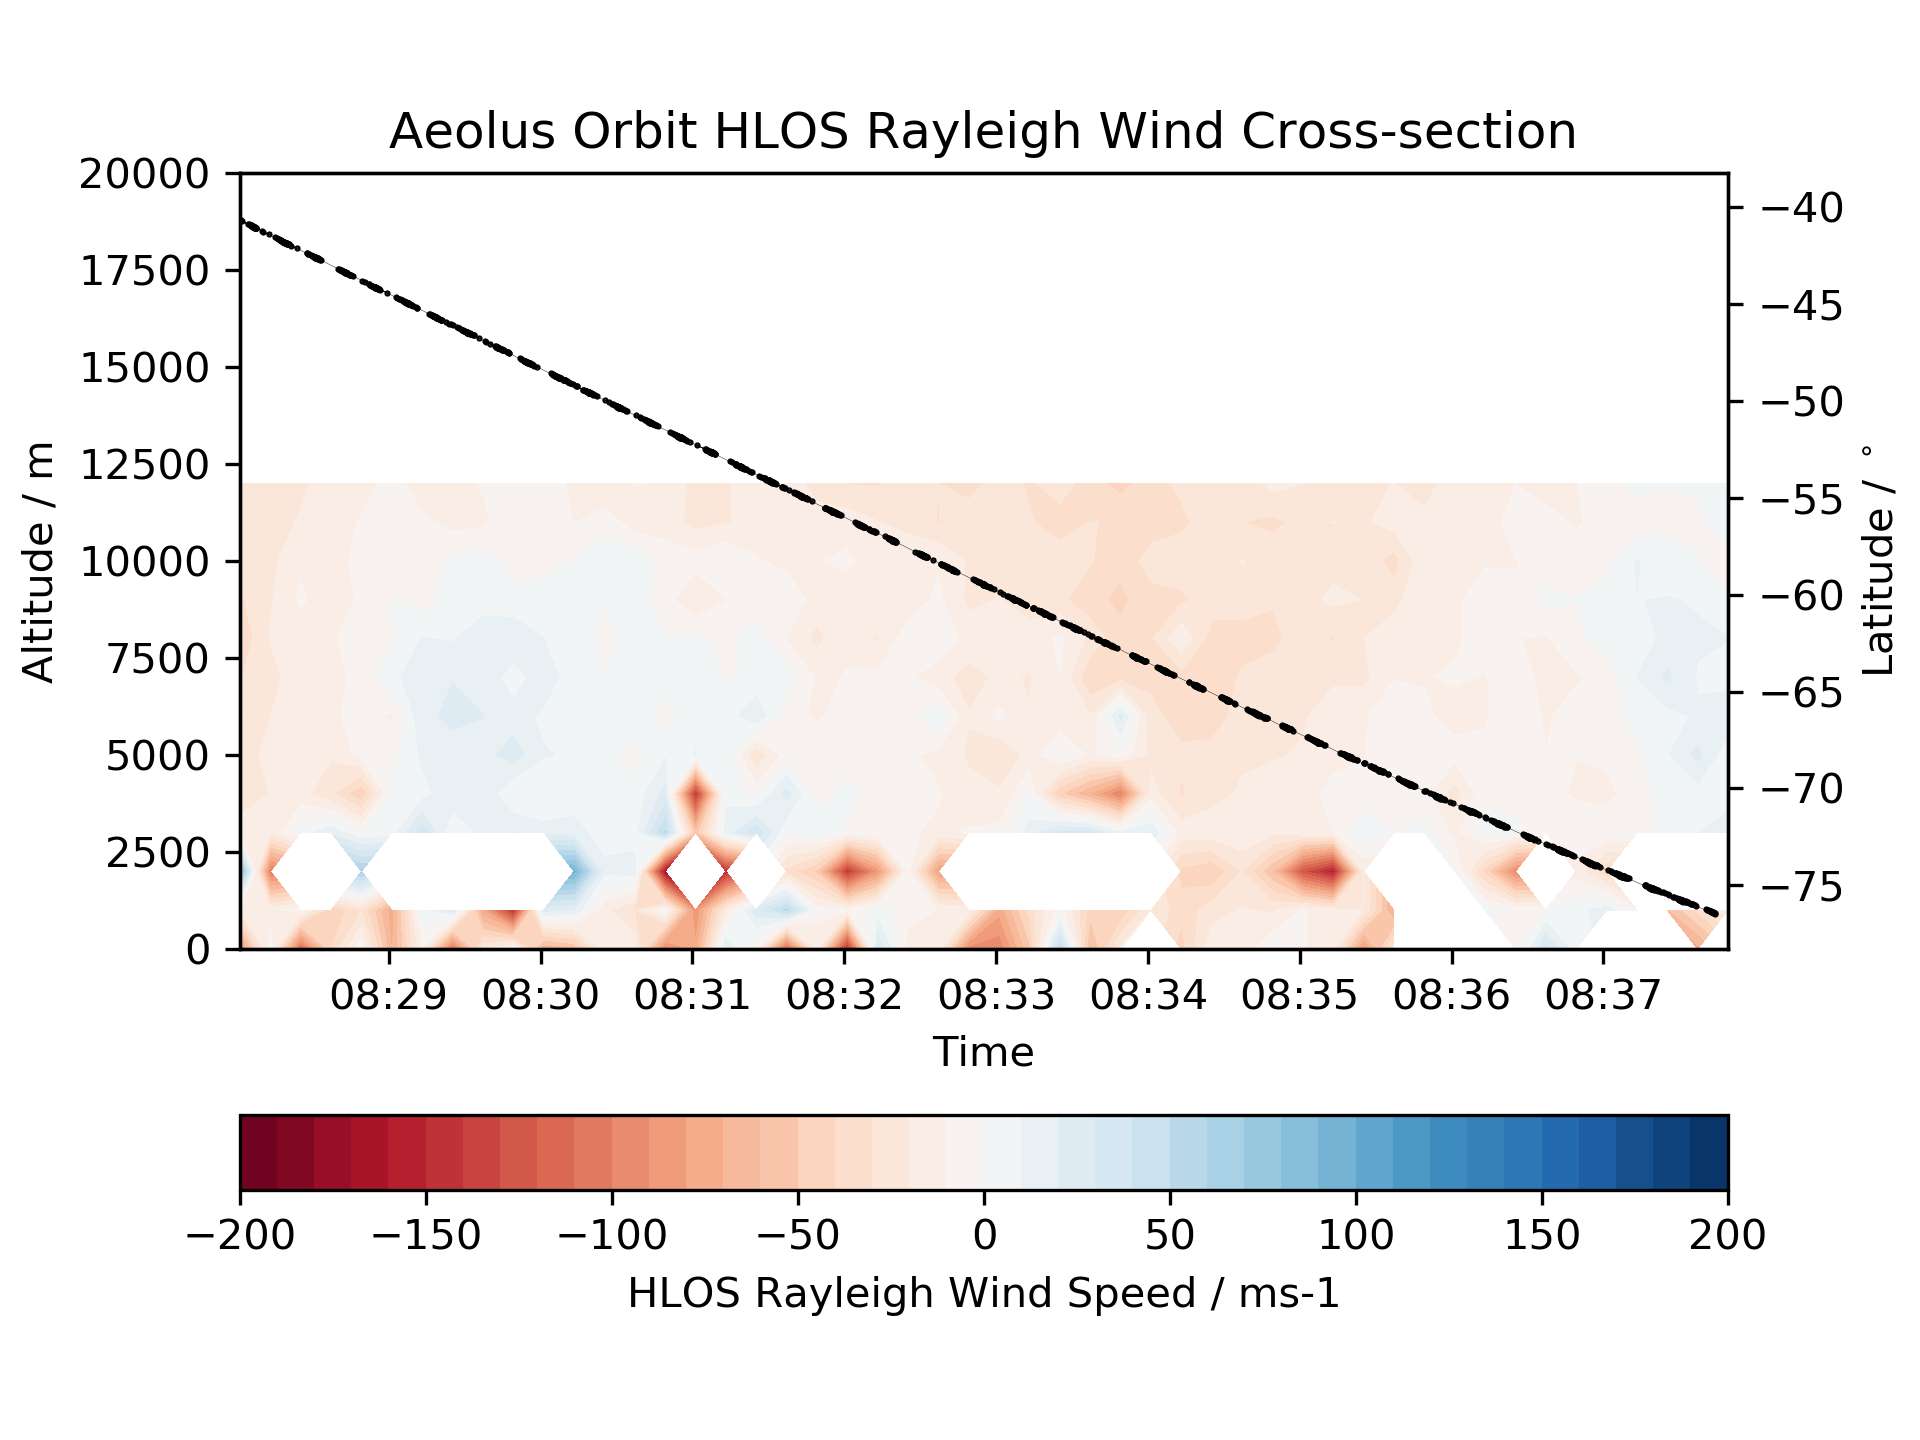 Aeolus Orbit HLOS Rayleigh Wind Cross-section
20000
17500
15000
12500
10000
7500
5000
2500
0
Altitude / m
−40
−45
−50
−55
−60
−65
−70
−75
Latitude / °
08:29 08:30 08:31 08:32 08:33 08:34 08:35 08:36 08:37
Time
−200 −150 −100 −50 0 50 100 150 200
HLOS Rayleigh Wind Speed / ms-1